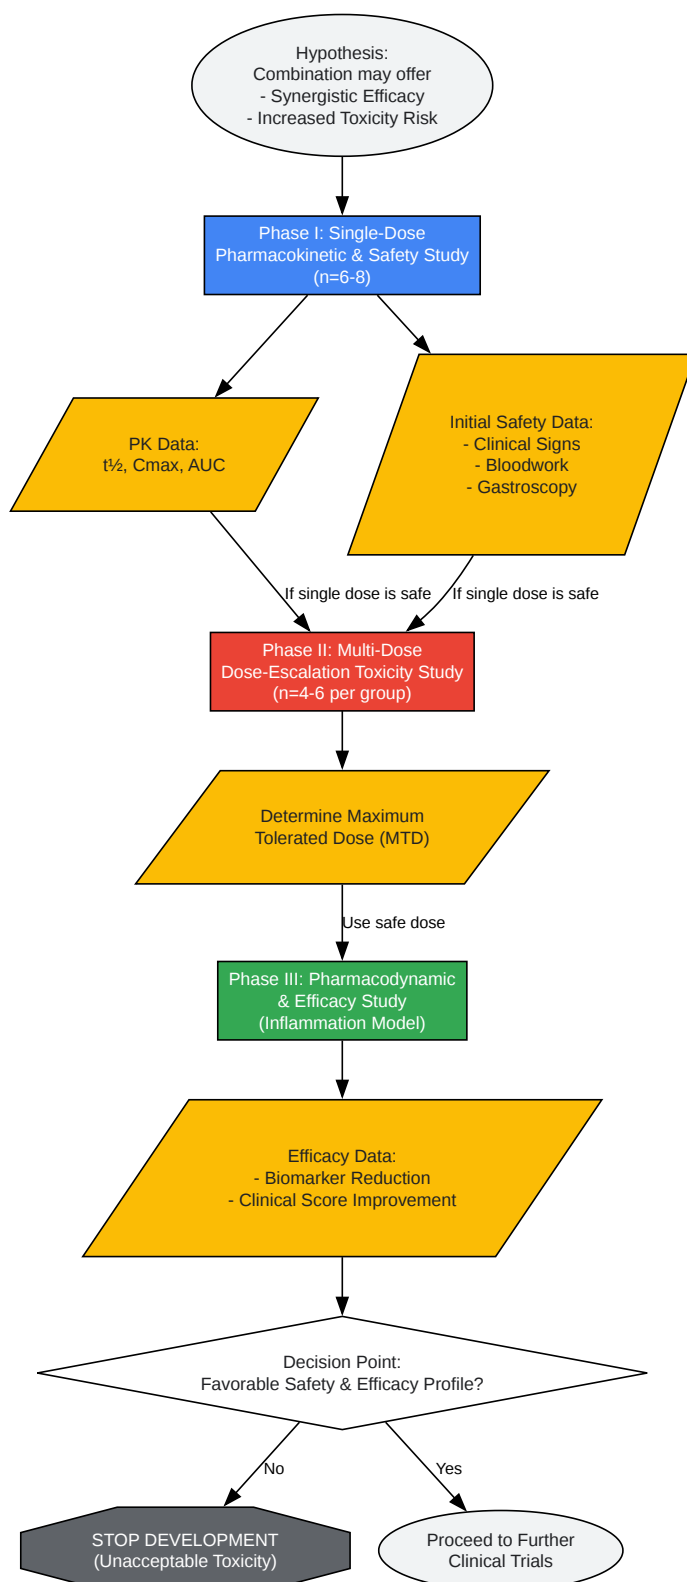 Hypothesis:
Combination may offer
- Synergistic Efficacy
- Increased Toxicity Risk
Phase I: Single-Dose
Pharmacokinetic & Safety Study
(n=6-8)
PK Data:
t½, Cmax, AUC
Initial Safety Data:
- Clinical Signs
- Bloodwork
- Gastroscopy
If single dose is safe
If single dose is safe
Phase II: Multi-Dose
Dose-Escalation Toxicity Study
(n=4-6 per group)
Determine Maximum
Tolerated Dose (MTD)
Use safe dose
Phase III: Pharmacodynamic
& Efficacy Study
(Inflammation Model)
Efficacy Data:
- Biomarker Reduction
- Clinical Score Improvement
Decision Point:
Favorable Safety & Efficacy Profile?
No
Yes
STOP DEVELOPMENT
(Unacceptable Toxicity)
Proceed to Further
Clinical Trials